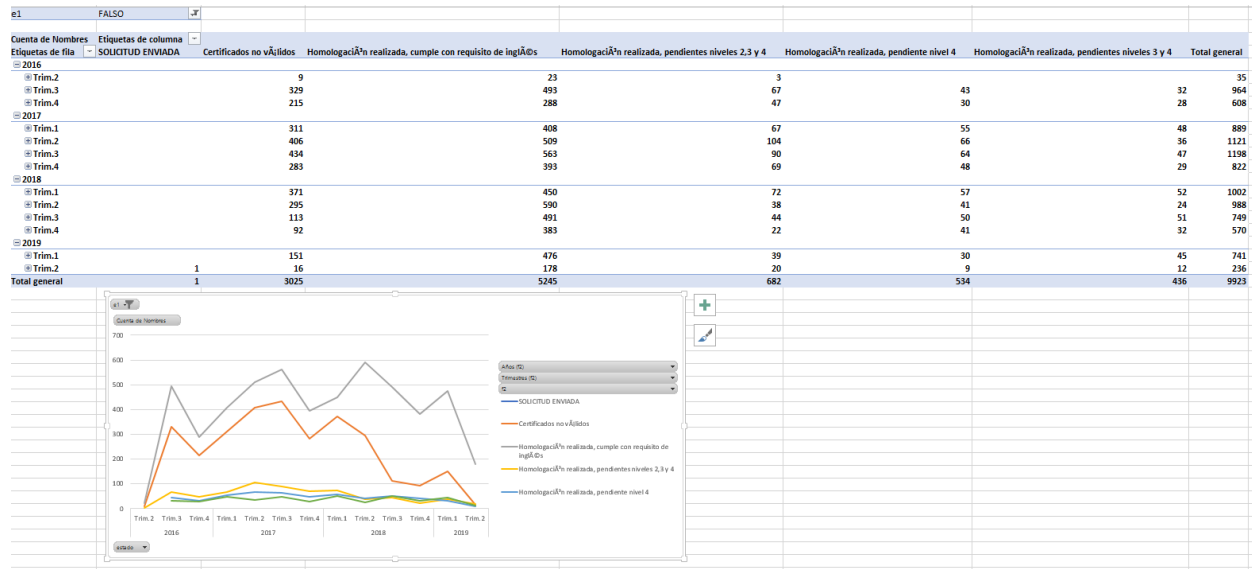 e1 FALSO
Cuenta de Nombres Etiquetas de columna
Etiquetas de fila SOLICITUD ENVIADA Certificados no vÃ¡lidos HomologaciÃ³n realizada, cumple con requisito de inglÃ©s HomologaciÃ³n realizada, pendientes niveles 2,3 y 4 HomologaciÃ³n realizada, pendiente nivel 4 HomologaciÃ³n realizada, pendientes niveles 3 y 4 Total general
2016
Trim.2 9 23 3 35
Trim.3 329 493 67 43 32 964
Trim.4 215 288 47 30 28 608
2017
Trim.1 311 408 67 55 48 889
Trim.2 406 509 104 66 36 1121
Trim.3 434 563 90 64 47 1198
Trim.4 283 393 69 48 29 822
2018
Trim.1 371 450 72 57 52 1002
Trim.2 295 590 38 41 24 988
Trim.3 113 491 44 50 51 749
Trim.4 92 383 22 41 32 570
2019
Trim.1 151 476 39 30 45 741
Trim.2 1 16 178 20 9 12 236
Total general 1 3025 5245 682 534 436 9923
e1
Cuenta de Nombres
700
600
500
400
300
200
100
0
Trim.2 Trim.3 Trim.4 Trim.1 Trim.2 Trim.3 Trim.4 Trim.1 Trim.2 Trim.3 Trim.4 Trim.1 Trim.2
2016 2017 2018 2019
Años (f2)
Trimestres (f2)
f2
SOLICITUD ENVIADA
Certificados no vÃ¡lidos
HomologaciÃ³n realizada, cumple con requisito de
inglÃ©s
HomologaciÃ³n realizada, pendientes niveles 2,3 y 4
HomologaciÃ³n realizada, pendiente nivel 4
estado